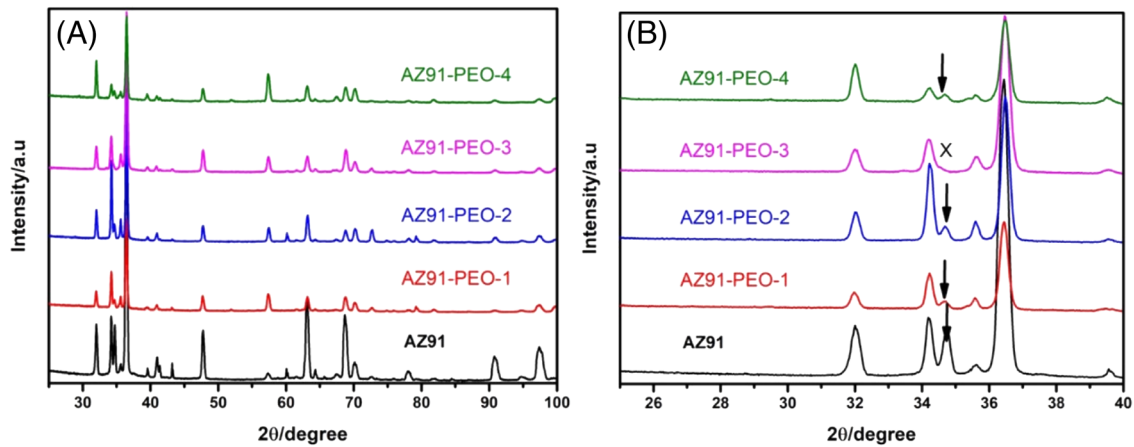 (A)
AZ91-PEO-4
AZ91-PEO-3
AZ91-PEO-2
AZ91-PEO-1
AZ91
Intensity/a.u
30 40 50 60 70 80 90 100
2θ/degree
(B)
AZ91-PEO-4
AZ91-PEO-3 X
AZ91-PEO-2
AZ91-PEO-1
AZ91
Intensity/a.u
26 28 30 32 34 36 38 40
2θ/degree